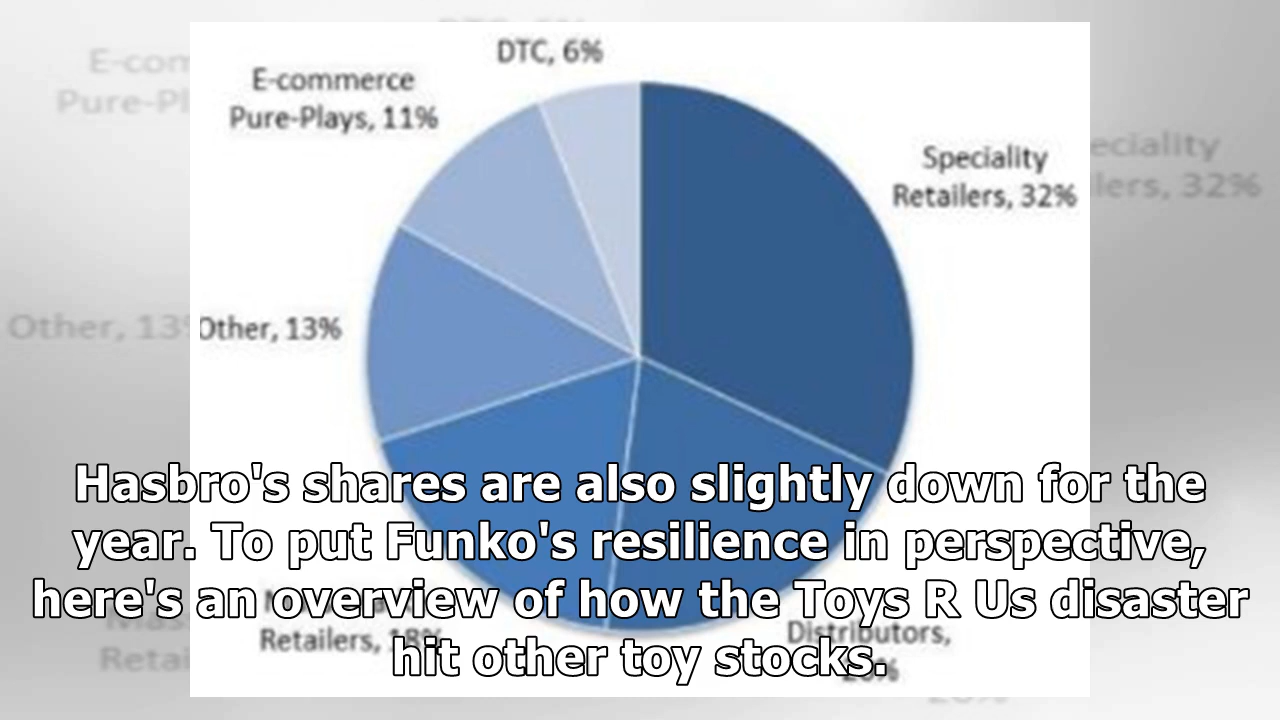 DTC, 6%
E-commerce
Pure-Plays, 11%
Speciality
Retailers, 32%
Other, 13%
Hasbro's shares are also slightly down for the
year. To put Funko's resilience in perspective,
here's an overview of how the Toys R Us disaster
hit other toy stocks.
Retailers, 18%
Distributors,